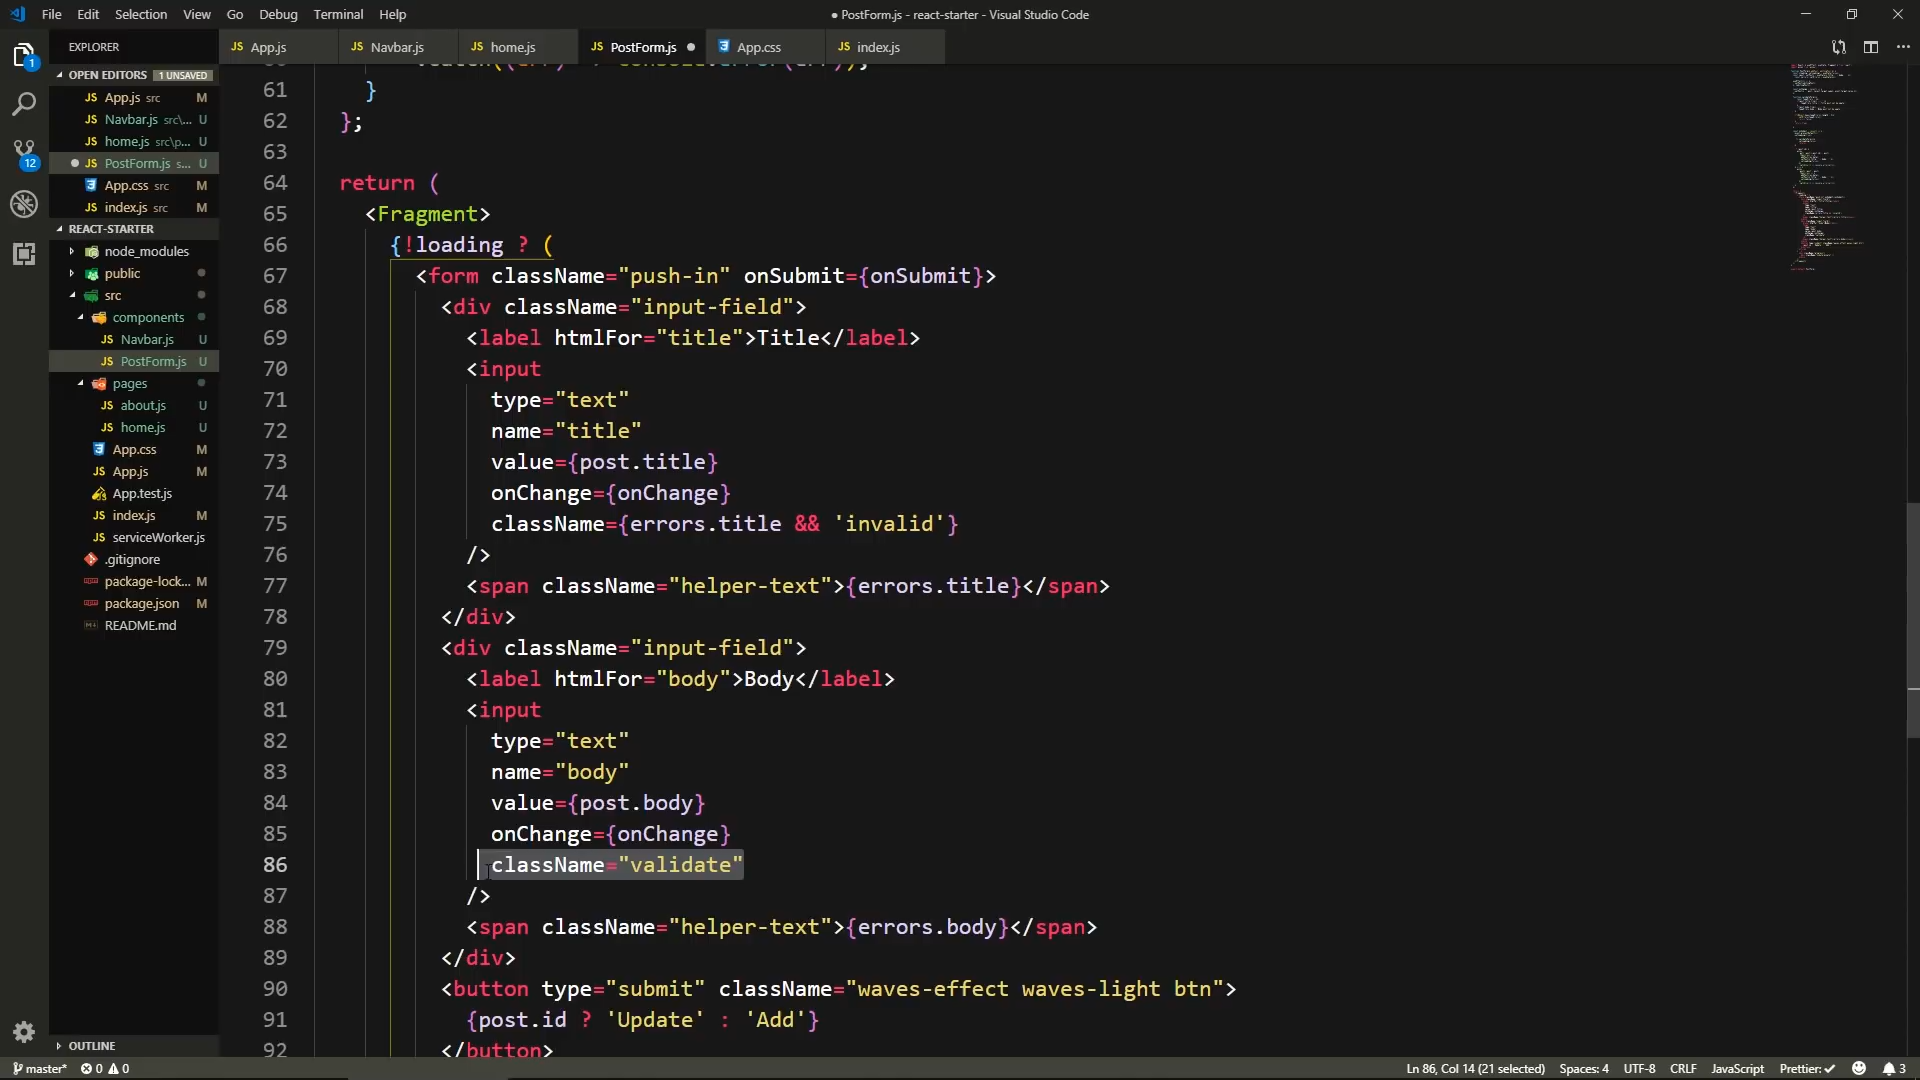 File Edit Selection View Go Debug Terminal Help
● PostForm.js - react-starter - Visual Studio Code
EXPLORER
JS App.js
JS Navbar.js
JS home.js
JS PostForm.js ●
App.css
JS index.js
1
OPEN EDITORS 1 UNSAVED
JS App.js src M
JS Navbar.js src\... U
JS home.js src\p... U
● JS PostForm.js s... U
App.css src M
JS index.js src M
12
REACT-STARTER
node_modules
public
src
components
JS Navbar.js U
JS PostForm.js U
pages
JS about.js U
JS home.js U
App.css M
JS App.js M
App.test.js
JS index.js M
JS serviceWorker.js
.gitignore
package-lock... M
package.json M
README.md
OUTLINE
61 }
62 };
63
64 return (
65 <Fragment>
66 {!loading ? (
67 <form className="push-in" onSubmit={onSubmit}>
68 <div className="input-field">
69 <label htmlFor="title">Title</label>
70 <input
71 type="text"
72 name="title"
73 value={post.title}
74 onChange={onChange}
75 className={errors.title && 'invalid'}
76 />
77 <span className="helper-text">{errors.title}</span>
78 </div>
79 <div className="input-field">
80 <label htmlFor="body">Body</label>
81 <input
82 type="text"
83 name="body"
84 value={post.body}
85 onChange={onChange}
86 className="validate"
87 />
88 <span className="helper-text">{errors.body}</span>
89 </div>
90 <button type="submit" className="waves-effect waves-light btn">
91 {post.id ? 'Update' : 'Add'}
92 </button>
master* 0 0
Ln 86, Col 14 (21 selected) Spaces: 4 UTF-8 CRLF JavaScript Prettier: ✓ 3